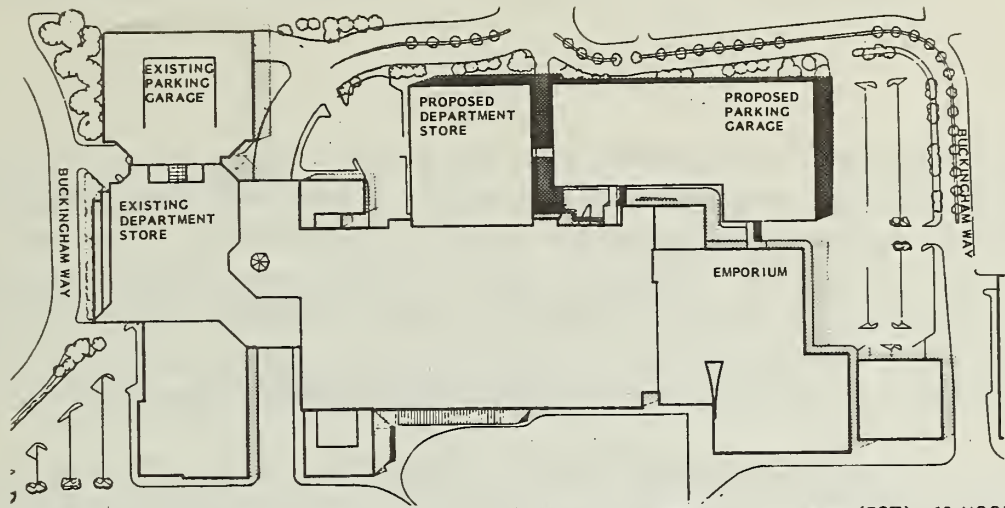 EXISTING
PARKING
GARAGE
PROPOSED
DEPARTMENT
STORE
PROPOSED
PARKING
GARAGE
BUCKINGHAM WAY
EXISTING
DEPARTMENT
STORE
BUCKINGHAM WAY
EMPORIUM